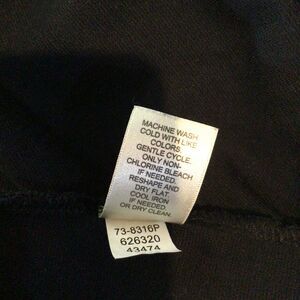 MACHINE WASH
COLD WITH LIKE
COLORS.
GENTLE CYCLE.
ONLY NON-
CHLORINE BLEACH
IF NEEDED.
RESHAPE AND
DRY FLAT.
COOL IRON
IF NEEDED.
OR DRY CLEAN.
73-8316P
626320
43474